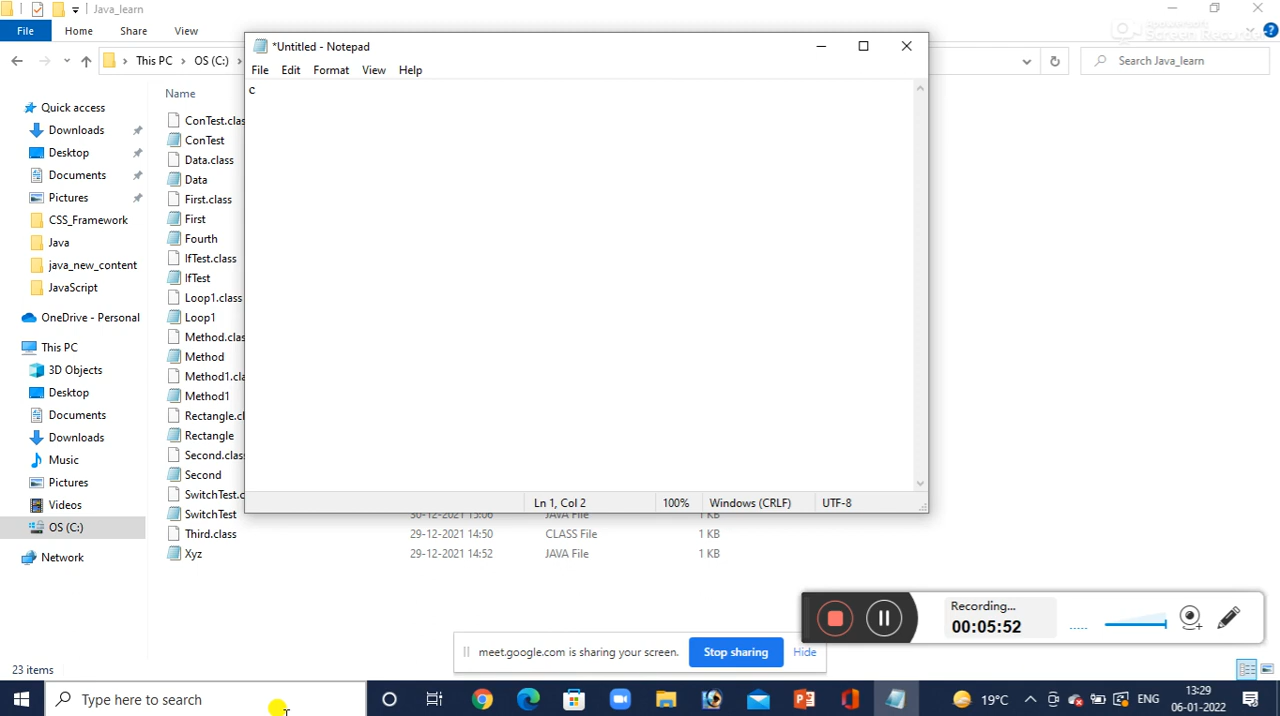 Java_learn
File
Home
Share
View
This PC
OS (C:)
Search Java_learn
Screen Recorder
*Untitled - Notepad
File
Edit
Format
View
Help
c
Ln 1, Col 2
100%
Windows (CRLF)
UTF-8
Name
Quick access
Downloads
Desktop
Documents
Pictures
CSS_Framework
Java
java_new_content
JavaScript
OneDrive - Personal
This PC
3D Objects
Desktop
Documents
Downloads
Music
Pictures
Videos
OS (C:)
Network
ConTest.clas
ConTest
Data.class
Data
First.class
First
Fourth
IfTest.class
IfTest
Loop1.class
Loop1
Method.clas
Method
Method1.cla
Method1
Rectangle.cl
Rectangle
Second.class
Second
SwitchTest.c
SwitchTest 30-12-2021 15:06 JAVA File 1 KB
Third.class 29-12-2021 14:50 CLASS File 1 KB
Xyz 29-12-2021 14:52 JAVA File 1 KB
Recording...
00:05:52
meet.google.com is sharing your screen.
Stop sharing
Hide
23 items
Type here to search
19°C
ENG
13:29
06-01-2022